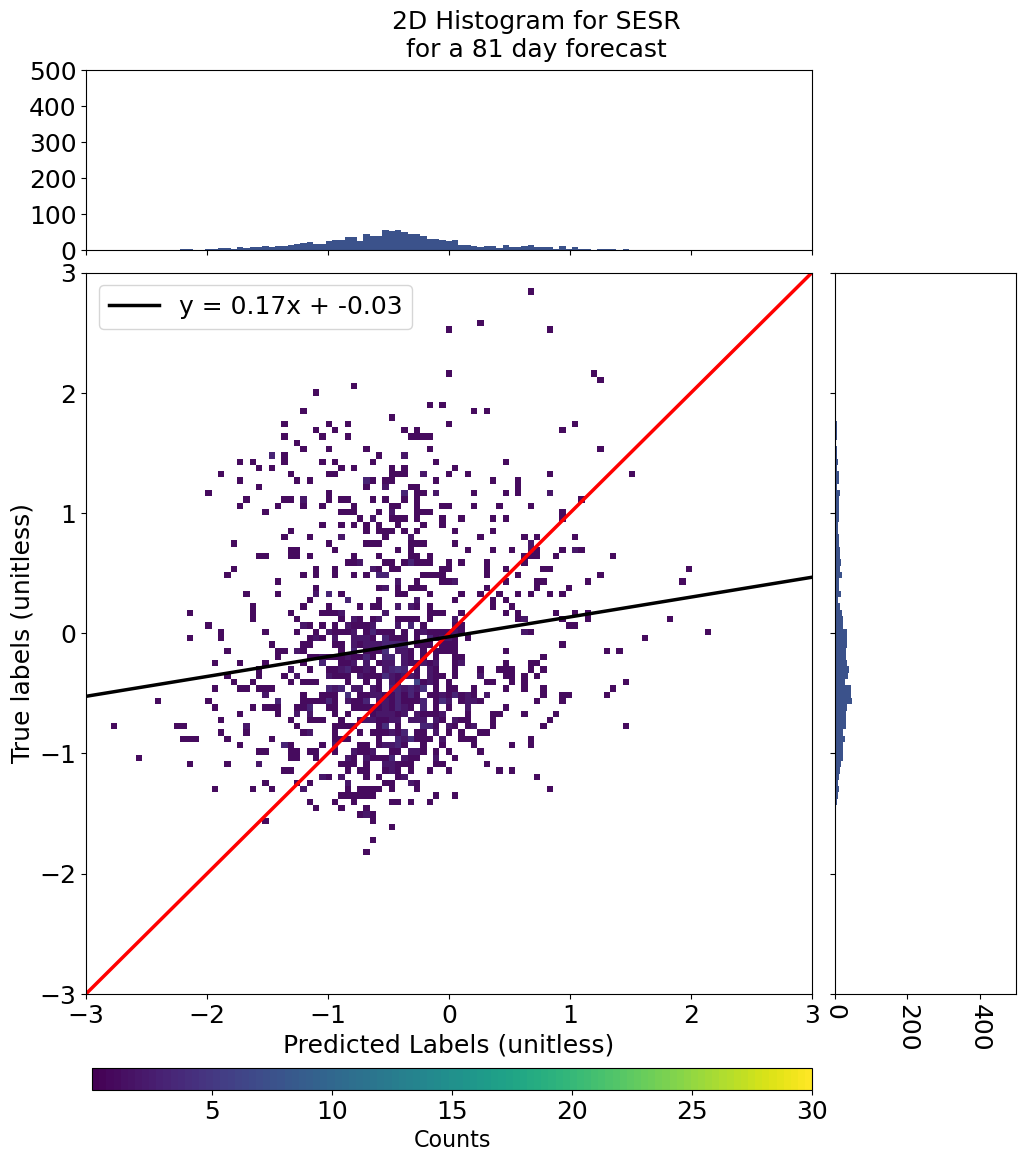 2D Histogram for SESR
for a 81 day forecast
500
400
300
200
100
0
3
2
1
0
−1
−2
−3
y = 0.17x + -0.03
True labels (unitless)
−3 −2 −1 0 1 2 3
0 200 400
Predicted Labels (unitless)
5 10 15 20 25 30
Counts